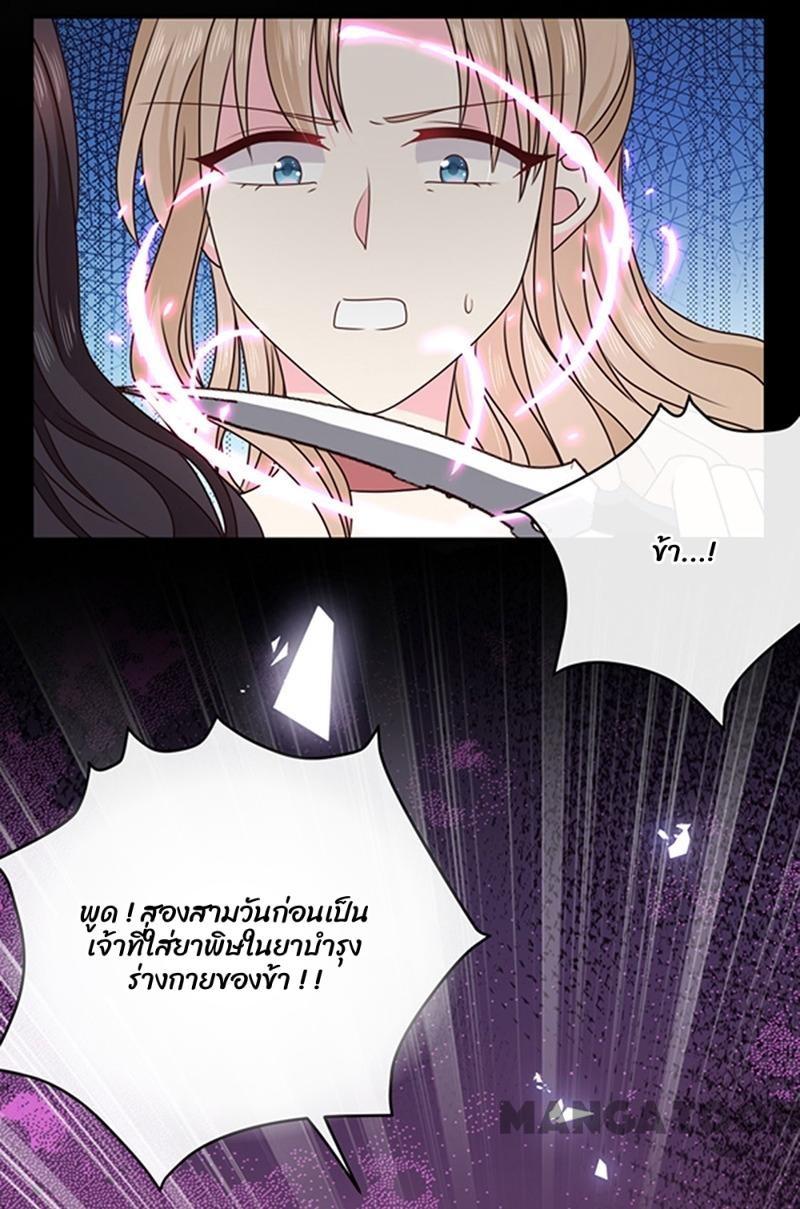 ข้า...!
พูด ! สองสามวันก่อนเป็น
เจ้าที่ใส่ยาพิษในยาบำรุง
ร่างกายของข้า ! !
MANGATOON